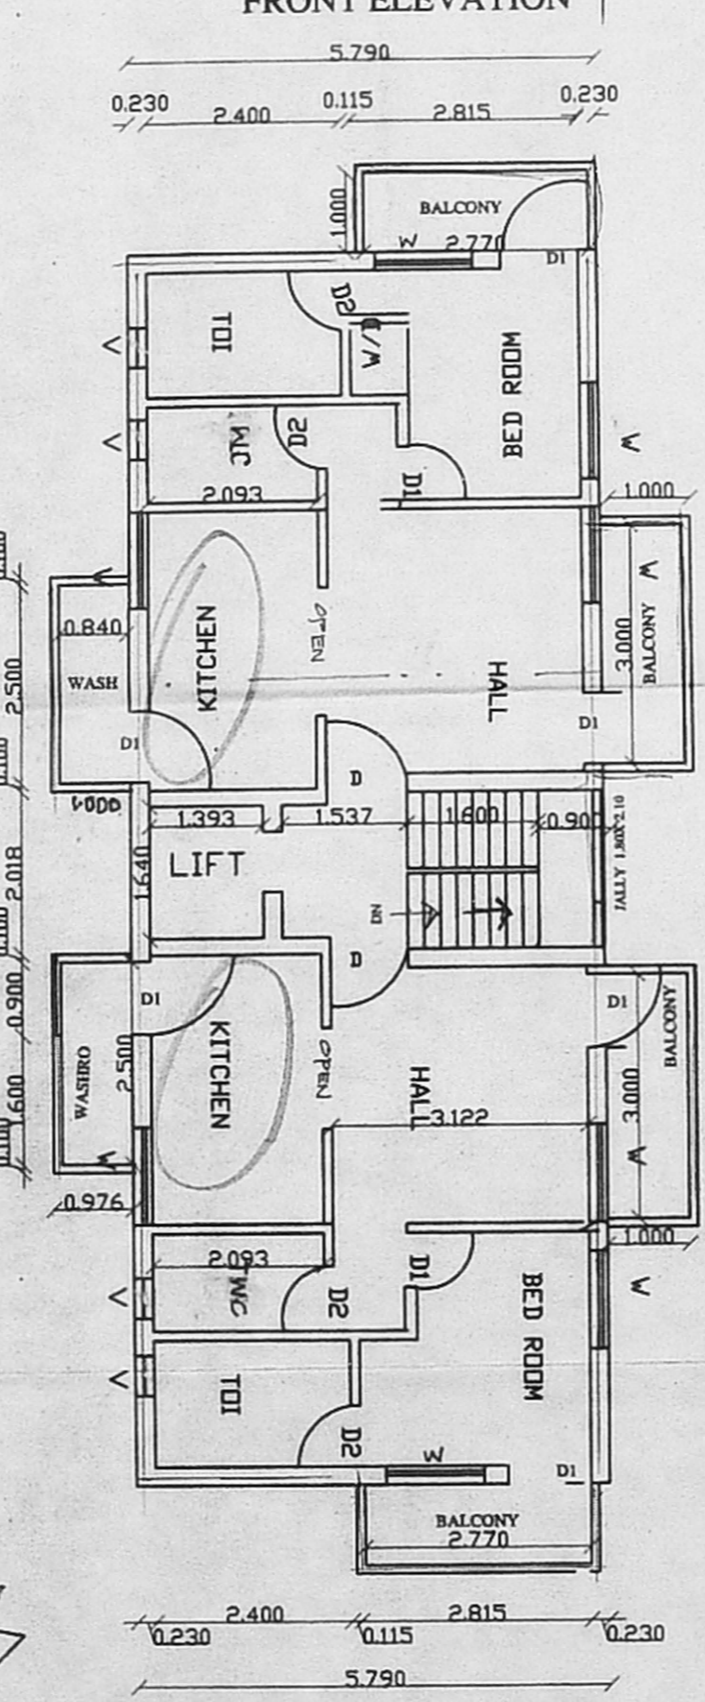 FRONT ELEVATION
5.790
0.230 2.400 0.115 2.815 0.230
1.000
BALCONY
W 2.770
D1
TOI
D2
W/D
BED ROOM
V
W
V
WC
D2
D1
2.093
1.000
V
W
0.840
KITCHEN
OPEN
HALL
3.000
BALCONY
2.500
WASH
D1
D1
D
1.393 1.537 1.600 0.900
LIFT
1.640
2.018
DN
JALLY 1.80X2.10
D
D1
D1
BALCONY
0.900
WASHRO
2.500
KITCHEN
OPEN
HALL
3.122
3.000
W
W
0.976
1.000
2.093
WC
D2
D1
BED ROOM
V
W
V
TOI
D2
W
D1
BALCONY
2.770
2.400 2.815
0.230 0.115 0.230
5.790